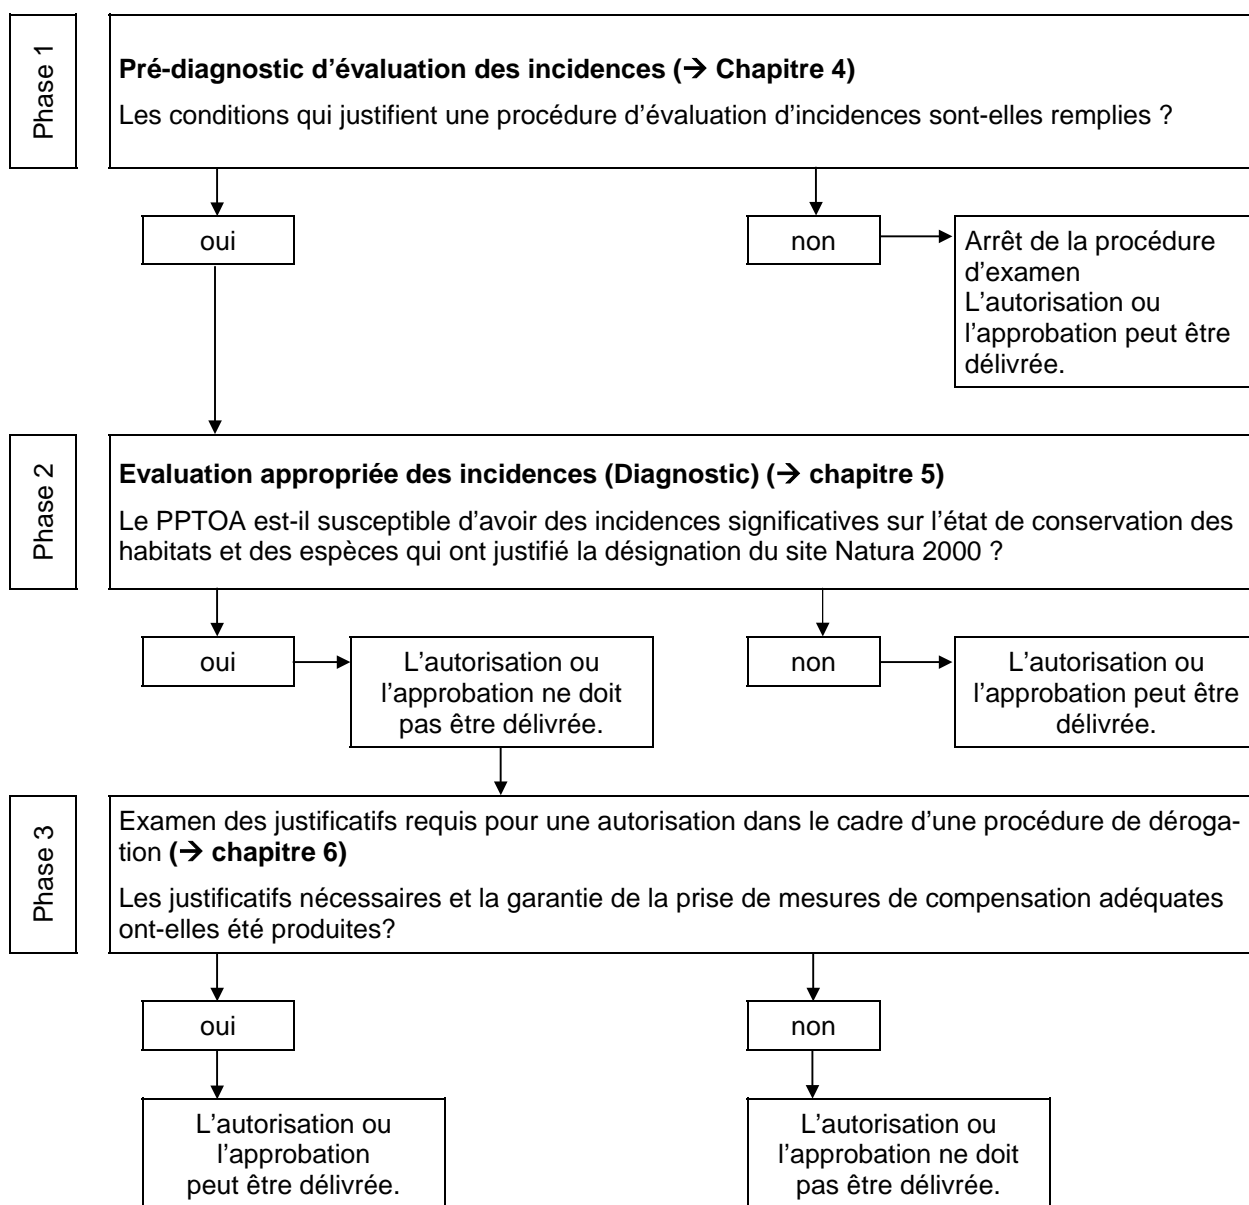 Phase 1
Pré-diagnostic d’évaluation des incidences (→ Chapitre 4)
Les conditions qui justifient une procédure d’évaluation d’incidences sont-elles remplies ?
oui
non
Arrêt de la procédure
d’examen
L’autorisation ou
l’approbation peut être
délivrée.
Phase 2
Evaluation appropriée des incidences (Diagnostic) (→ chapitre 5)
Le PPTOA est-il susceptible d’avoir des incidences significatives sur l’état de conservation des
habitats et des espèces qui ont justifié la désignation du site Natura 2000 ?
oui
L’autorisation ou
l’approbation ne doit
pas être délivrée.
non
L’autorisation ou
l’approbation peut être
délivrée.
Phase 3
Examen des justificatifs requis pour une autorisation dans le cadre d’une procédure de déroga-
tion (→ chapitre 6)
Les justificatifs nécessaires et la garantie de la prise de mesures de compensation adéquates
ont-elles été produites?
oui
non
L’autorisation ou
l’approbation
peut être délivrée.
L’autorisation ou
l’approbation ne doit
pas être délivrée.